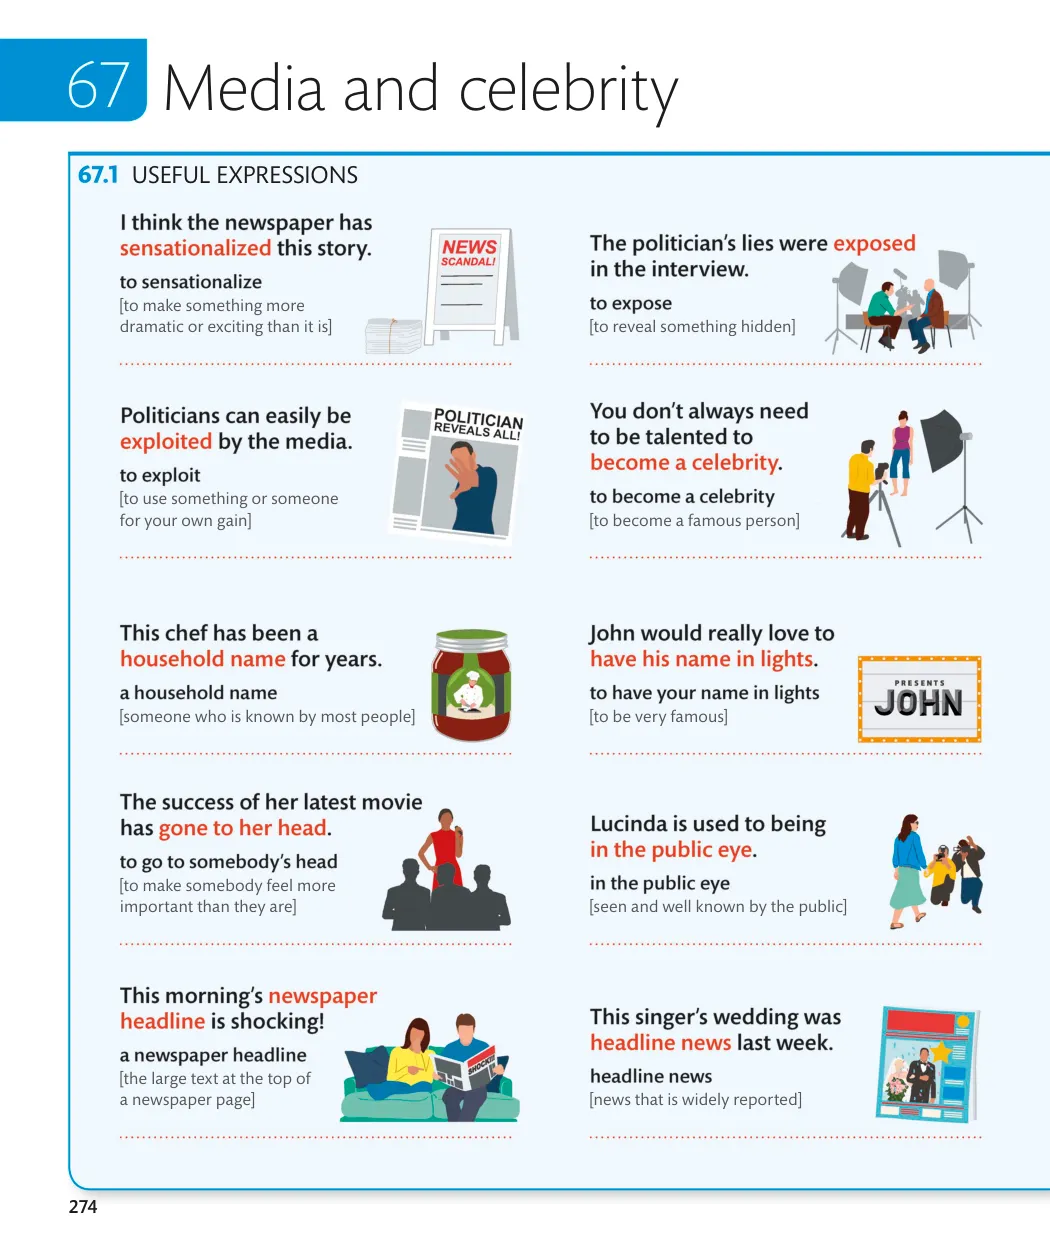 67 Media and celebrity
67.1 USEFUL EXPRESSIONS
I think the newspaper has
sensationalized this story.
to sensationalize
[to make something more
dramatic or exciting than it is]
NEWS
SCANDAL!
The politician's lies were exposed
in the interview.
to expose
[to reveal something hidden]
Politicians can easily be
exploited by the media.
to exploit
[to use something or someone
for your own gain]
POLITICIAN
REVEALS ALL!
You don't always need
to be talented to
become a celebrity.
to become a celebrity
[to become a famous person]
This chef has been a
household name for years.
a household name
[someone who is known by most people]
John would really love to
have his name in lights.
to have your name in lights
[to be very famous]
PRESENTS
JOHN
The success of her latest movie
has gone to her head.
to go to somebody's head
[to make somebody feel more
important than they are]
Lucinda is used to being
in the public eye.
in the public eye
[seen and well known by the public]
This morning's newspaper
headline is shocking!
a newspaper headline
[the large text at the top of
a newspaper page]
SHOCK!!!
This singer's wedding was
headline news last week.
headline news
[news that is widely reported]
274